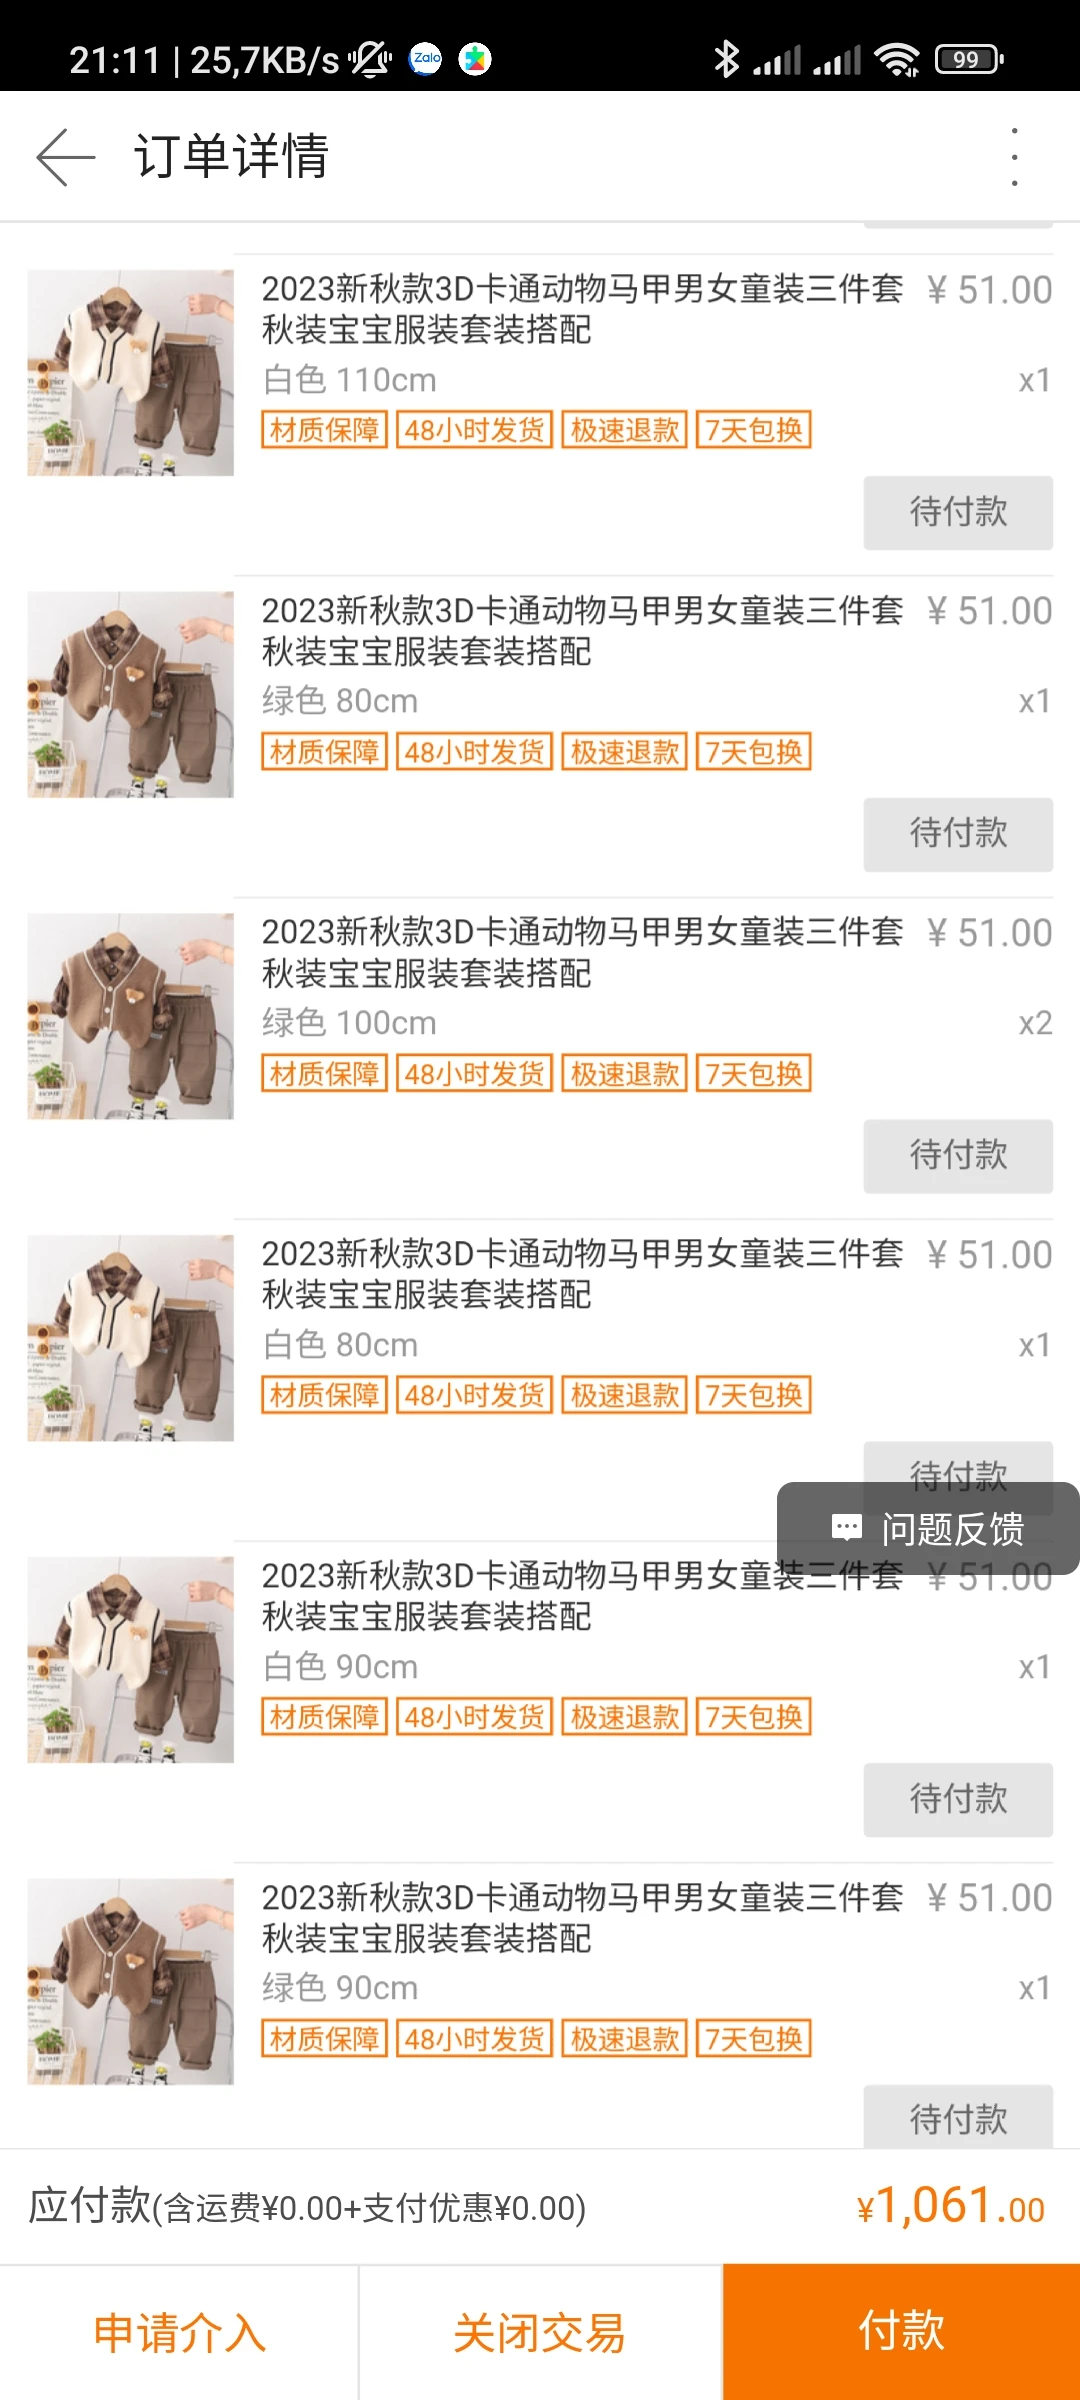 21:11 | 25,7KB/s Zalo 99
订单详情
2023新秋款3D卡通动物马甲男女童装三件套 ¥ 51.00
秋装宝宝服装套装搭配
白色 110cm x1
材质保障 48小时发货 极速退款 7天包换
待付款
2023新秋款3D卡通动物马甲男女童装三件套 ¥ 51.00
秋装宝宝服装套装搭配
绿色 80cm x1
材质保障 48小时发货 极速退款 7天包换
待付款
2023新秋款3D卡通动物马甲男女童装三件套 ¥ 51.00
秋装宝宝服装套装搭配
绿色 100cm x2
材质保障 48小时发货 极速退款 7天包换
待付款
2023新秋款3D卡通动物马甲男女童装三件套 ¥ 51.00
秋装宝宝服装套装搭配
白色 80cm x1
材质保障 48小时发货 极速退款 7天包换
待付款
问题反馈
2023新秋款3D卡通动物马甲男女童装三件套 ¥ 51.00
秋装宝宝服装套装搭配
白色 90cm x1
材质保障 48小时发货 极速退款 7天包换
待付款
2023新秋款3D卡通动物马甲男女童装三件套 ¥ 51.00
秋装宝宝服装套装搭配
绿色 90cm x1
材质保障 48小时发货 极速退款 7天包换
待付款
应付款(含运费¥0.00+支付优惠¥0.00) ¥1,061.00
申请介入 关闭交易 付款